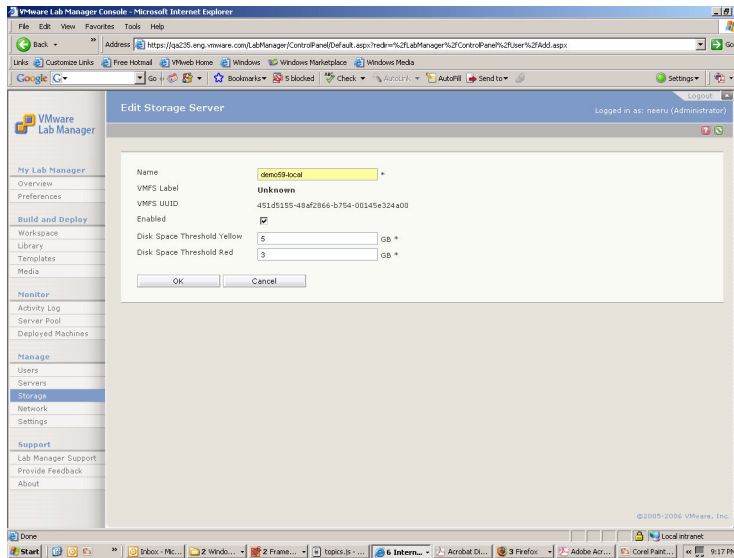 VMware Lab Manager Console - Microsoft Internet Explorer
File Edit View Favorites Tools Help
Back » Address https://qa235.eng.vmware.com/LabManager/ControlPanel/Default.aspx?redir=%2fLabManager%2fControlPanel%2fUser%2fAdd.aspx Go
Links Customize Links Free Hotmail VMweb Home Windows Windows Marketplace Windows Media
Google G Go Bookmarks 5 blocked Check AutoLink AutoFill Send to Settings
Logout
VMware
Lab Manager
Edit Storage Server
Logged in as: neeru (Administrator)
My Lab Manager
Overview
Preferences
Build and Deploy
Workspace
Library
Templates
Media
Monitor
Activity Log
Server Pool
Deployed Machines
Manage
Users
Servers
Storage
Network
Settings
Support
Lab Manager Support
Provide Feedback
About
Name demo59-local *
VMFS Label Unknown
VMFS UUID 451d5155-48af2866-b754-00145e324a00
Enabled
Disk Space Threshold Yellow 5 GB *
Disk Space Threshold Red 3 GB *
OK Cancel
©2005-2006 VMware, Inc.
Done Local intranet
Start » Inbox - Mic... 2 Windo... 2 Frame... topics.js - ... 6 Intern... Acrobat Di... 3 Firefox Adobe Acr... Corel Paint... « 9:17 PM